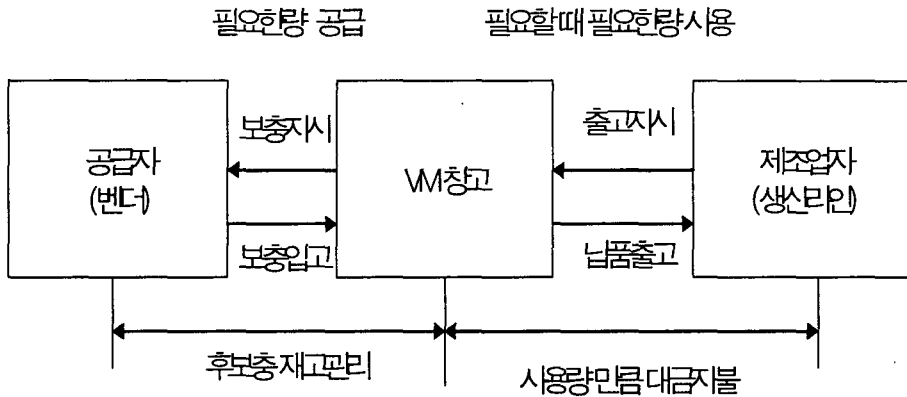 필요한량 공급
필요할 때 필요한량 사용
공급자
(벤더)
보충지시
보충입고
VMI 창고
출고지시
납품출고
제조업자
(생산라인)
후보충 재고관리
사용량 만큼 대금지불